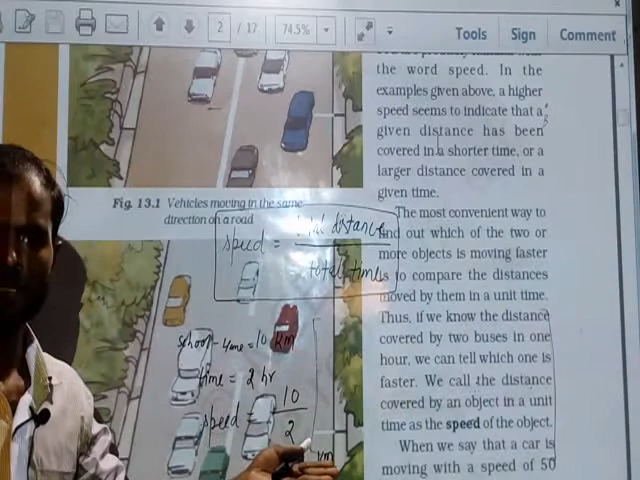 2 / 17
74.5%
Tools
Sign
Comment
the word speed. In the
examples given above, a higher
speed seems to indicate that a
given distance has been
covered in a shorter time, or a
larger distance covered in a
given time.
Fig. 13.1 Vehicles moving in the same
direction on a road
The most convenient way to
find out which of the two or
more objects is moving faster
is to compare the distances
moved by them in a unit time.
Thus, if we know the distance
covered by two buses in one
hour, we can tell which one is
faster. We call the distance
covered by an object in a unit
time as the speed of the object.
When we say that a car is
moving with a speed of 50
speed = distance
total time
= 10 km
time = 2 hr
speed = 10
2
km